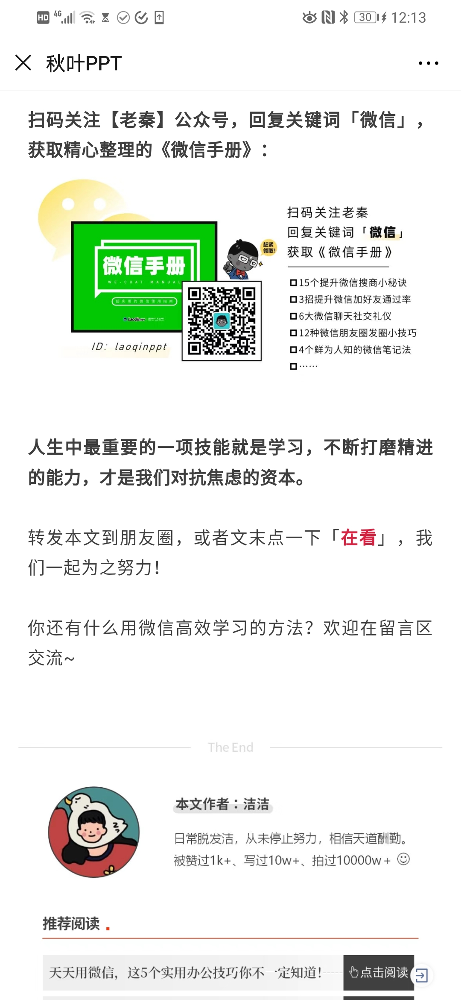 HD 4G 30 12:13
秋叶PPT
扫码关注【老秦】公众号，回复关键词「微信」，
获取精心整理的《微信手册》：
扫码关注老秦
回复关键词「微信」
获取《微信手册》
赶紧
领取！
微信手册
WE·CHAT MANUAL
超实用的微信使用指南
LaoQinPPT
ID：laoqinppt
15个提升微信搜商小秘诀
3招提升微信加好友通过率
6大微信聊天社交礼仪
12种微信朋友圈发圈小技巧
4个鲜为人知的微信笔记法
……
人生中最重要的一项技能就是学习，不断打磨精进
的能力，才是我们对抗焦虑的资本。
转发本文到朋友圈，或者文末点一下「在看」，我
们一起为之努力！
你还有什么用微信高效学习的方法？欢迎在留言区
交流~
The End
本文作者：洁洁
日常脱发洁，从未停止努力，相信天道酬勤。
被赞过1k+、写过10w+、拍过10000w+
推荐阅读
天天用微信，这5个实用办公技巧你不一定知道！----- 点击阅读